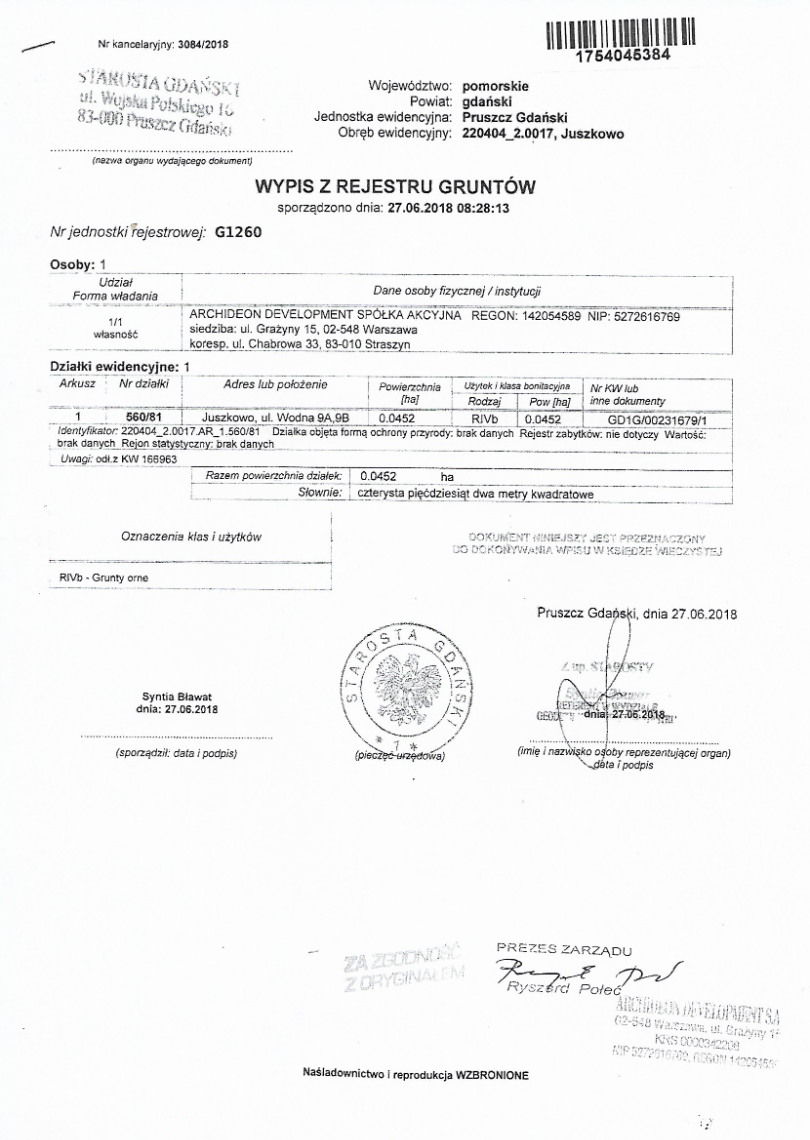 Nr kancelaryjny: 3084/2018
1754045384
STAROSTA GDAŃSKI
ul. Wojska Polskiego 16
83-000 Pruszcz Gdański
(nazwa organu wydającego dokument)
Województwo: pomorskie
Powiat: gdański
Jednostka ewidencyjna: Pruszcz Gdański
Obręb ewidencyjny: 220404_2.0017, Juszkowo
WYPIS Z REJESTRU GRUNTÓW
sporządzono dnia: 27.06.2018 08:28:13
Nr jednostki rejestrowej: G1260
Osoby: 1
Udział
Forma władania
Dane osoby fizycznej / instytucji
1/1
własność
ARCHIDEON DEVELOPMENT SPÓŁKA AKCYJNA REGON: 142054589 NIP: 5272616769
siedziba: ul. Grażyny 15, 02-548 Warszawa
koresp. ul. Chabrowa 33, 83-010 Straszyn
Działki ewidencyjne: 1
Arkusz Nr działki Adres lub położenie Powierzchnia [ha] Użytek i klasa bonitacyjna Nr KW lub inne dokumenty
Rodzaj Pow [ha]
1 560/81 Juszkowo, ul. Wodna 9A,9B 0.0452 RIVb 0.0452 GD1G/00231679/1
Identyfikator: 220404_2.0017.AR_1.560/81 Działka objęta formą ochrony przyrody: brak danych Rejestr zabytków: nie dotyczy Wartość:
brak danych Rejon statystyczny: brak danych
Uwagi: odł.z KW 166963
Razem powierzchnia działek: 0.0452 ha
Słownie: czterysta pięćdziesiąt dwa metry kwadratowe
Oznaczenia klas i użytków
RIVb - Grunty orne
DOKUMENT NINIEJSZY JEST PRZEZNACZONY
DO DOKONYWANIA WPISU W KSIĘDZE WIECZYSTEJ
Pruszcz Gdański, dnia 27.06.2018
Syntia Bławat
dnia: 27.06.2018
(sporządził: data i podpis)
STAROSTA GDAŃSKI
* 1 *
(pieczęć urzędowa)
Z up. STAROSTY
dnia: 27.06.2018
(imię i nazwisko osoby reprezentującej organ)
data i podpis
ZA ZGODNOŚĆ
Z ORYGINAŁEM
PREZES ZARZĄDU
Ryszard Połeć
ARCHIDEON DEVELOPMENT S.A.
02-548 Warszawa, ul. Grażyny 15
KRS 0000342208
Naśladownictwo i reprodukcja WZBRONIONE